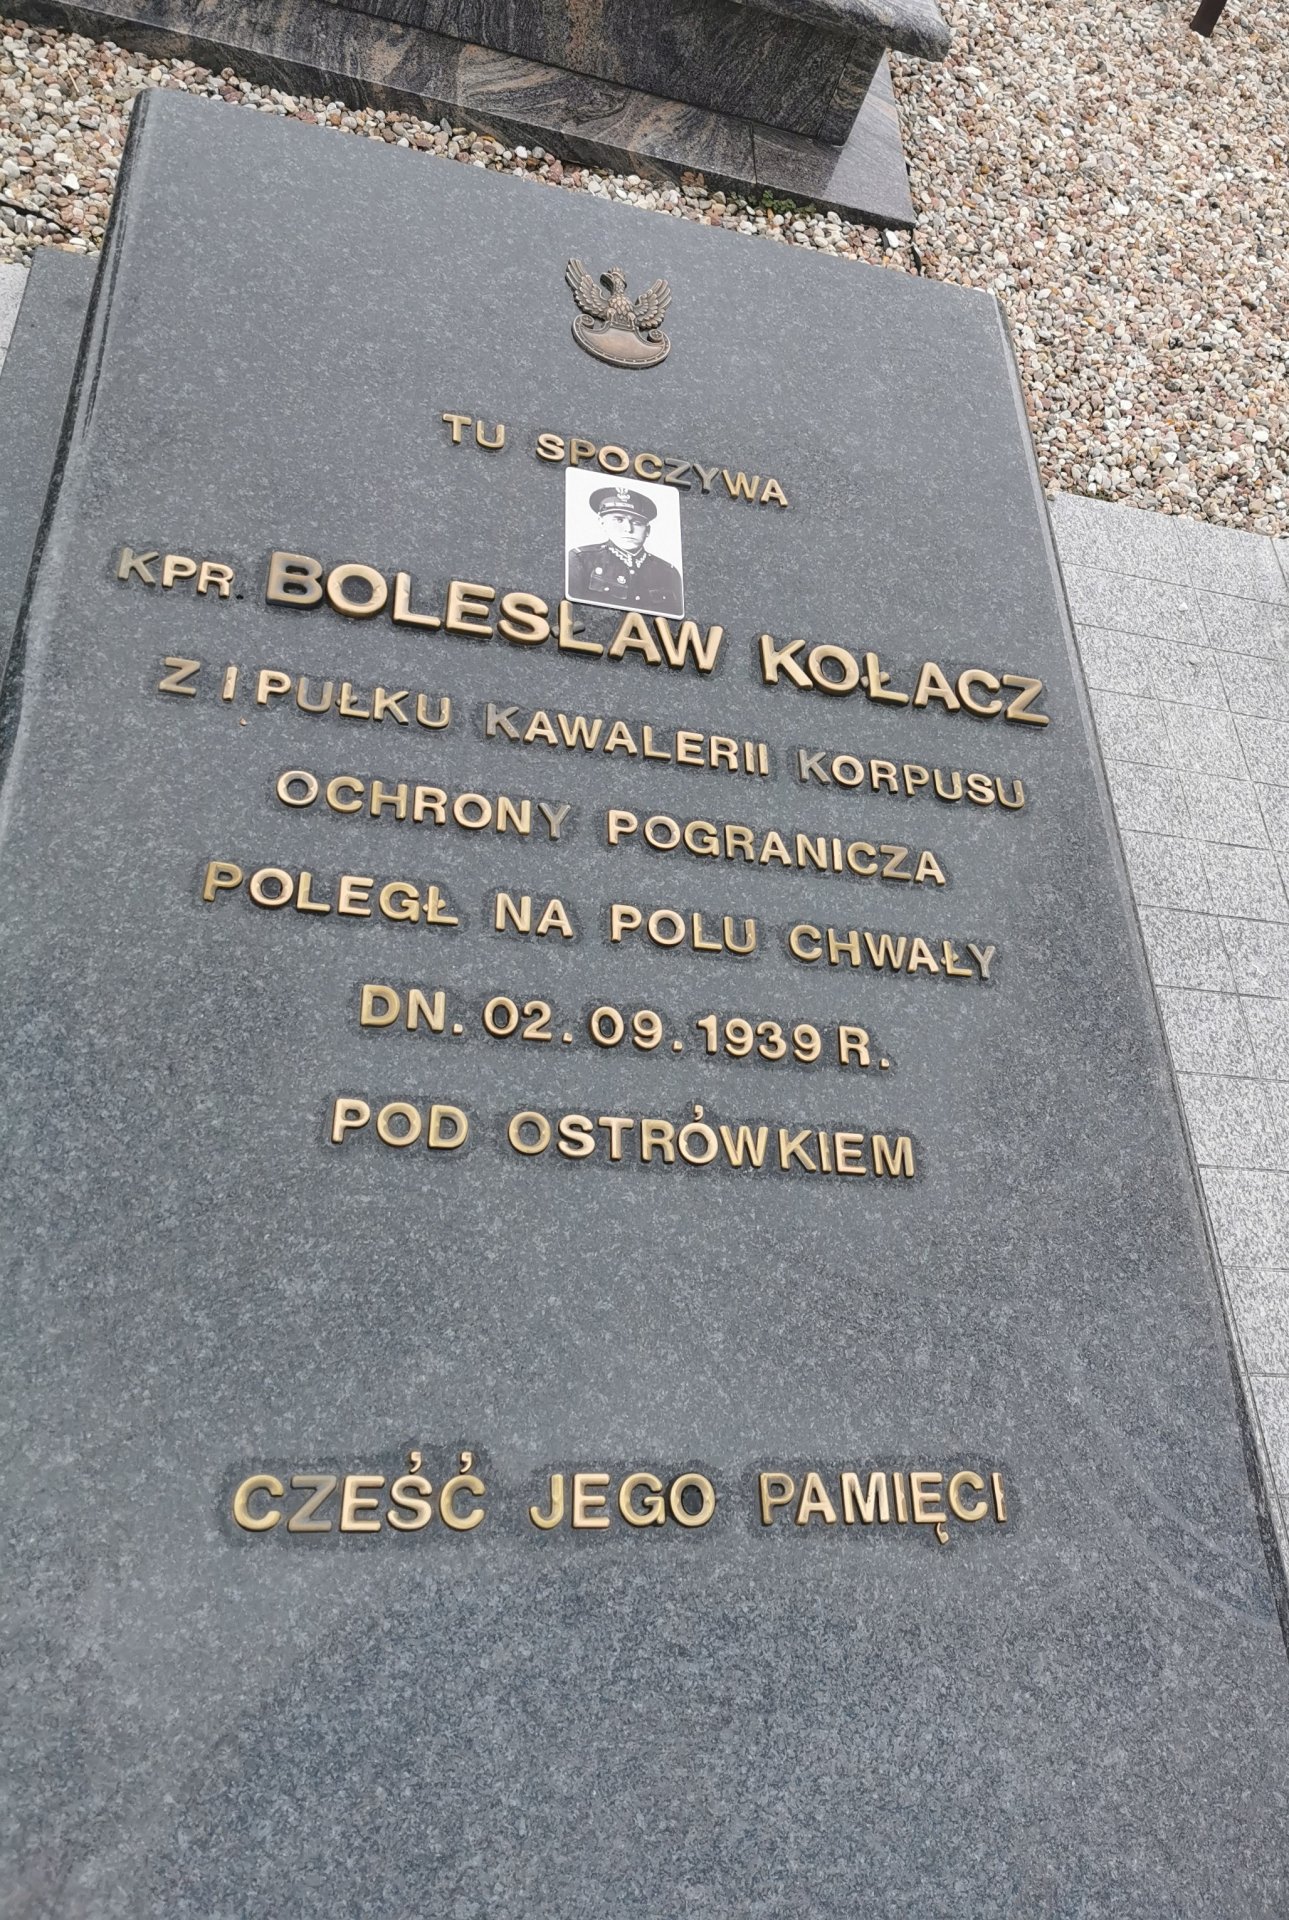 TU SPOCZYWA
KPR. BOLESŁAW KOŁACZ
Z I PUŁKU KAWALERII KORPUSU
OCHRONY POGRANICZA
POLEGŁ NA POLU CHWAŁY
DN. 02.09.1939 R.
POD OSTRÓWKIEM
CZEŚĆ JEGO PAMIĘCI